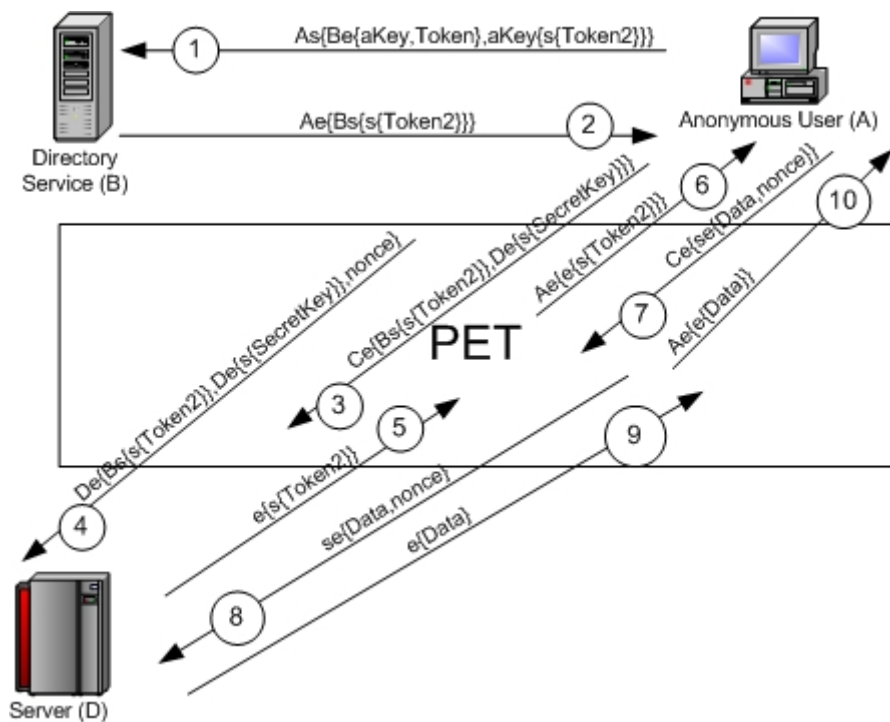 1
As{Be{aKey,Token},aKey{s{Token2}}}
Ae{Bs{s{Token2}}}
2
Directory
Service (B)
Anonymous User (A)
6
10
Ae{e{s{Token2}}}
Ce{se{Data,nonce}}
Ce{Bs{s{Token2}},De{s{SecretKey}}}
De{Bs{s{Token2}},De{s{SecretKey}},nonce}
7
Ae{e{Data}}
PET
3
5
9
4
e{s{Token2}}
se{Data,nonce}
e{Data}
8
Server (D)